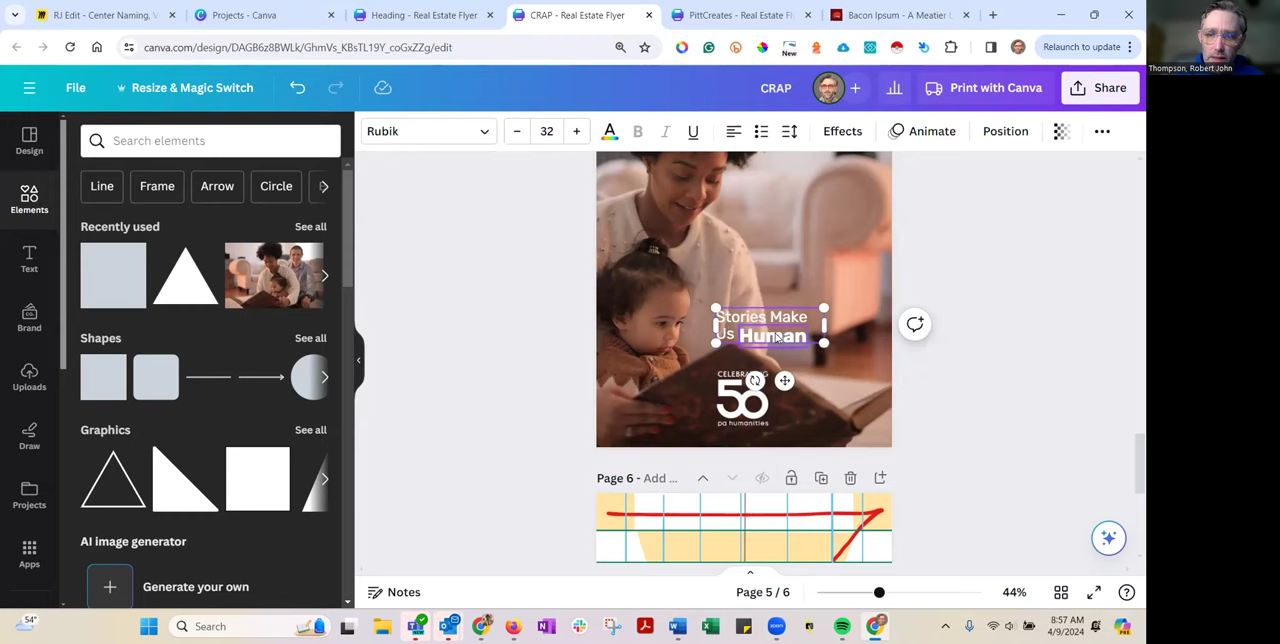 RJ Edit - Center Naming, V
Projects - Canva
Heading - Real Estate Flyer
CRAP - Real Estate Flyer
PittCreates - Real Estate Fl
Bacon Ipsum - A Meatier L
canva.com/design/DAGB6z8BWLk/GhmVs_KBsTL19Y_coGxZZg/edit
New
Relaunch to update
Thompson, Robert John
File
Resize & Magic Switch
CRAP
Print with Canva
Share
Design
Elements
Text
Brand
Uploads
Draw
Projects
Apps
Search elements
Line
Frame
Arrow
Circle
Recently used
See all
Shapes
See all
Graphics
See all
AI image generator
Generate your own
Rubik
32
A
B
I
U
Effects
Animate
Position
Stories Make
Us Human
50
pa humanities
Page 6 - Add ...
Notes
Page 5 / 6
44%
54°
Search
zoom
8:57 AM
4/9/2024
PRE